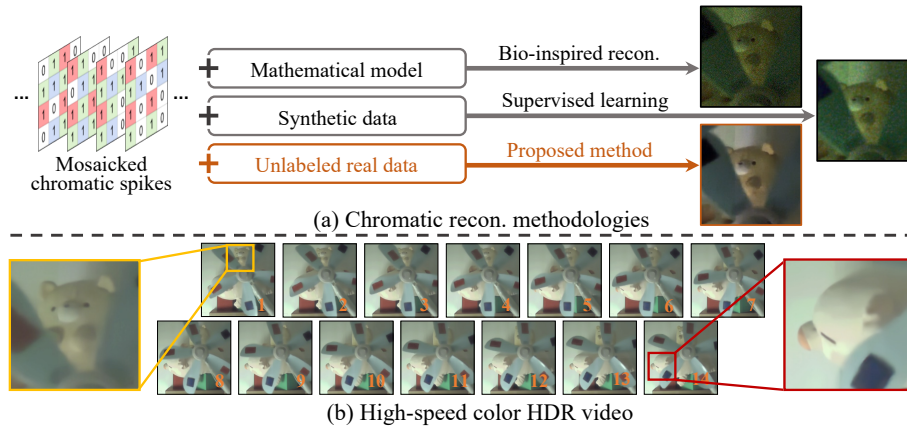 ... ...
+ Mathematical model
Bio-inspired recon.
+ Synthetic data
Supervised learning
+ Unlabeled real data
Proposed method
Mosaicked
chromatic spikes
(a) Chromatic recon. methodologies
1 2 3 4 5 6 7
8 9 10 11 12 13 14
(b) High-speed color HDR video